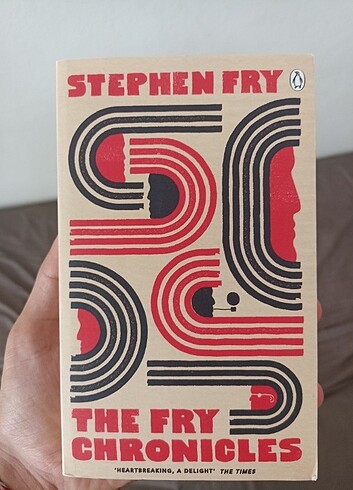 STEPHEN FRY
THE FRY
CHRONICLES
'HEARTBREAKING, A DELIGHT' THE TIMES